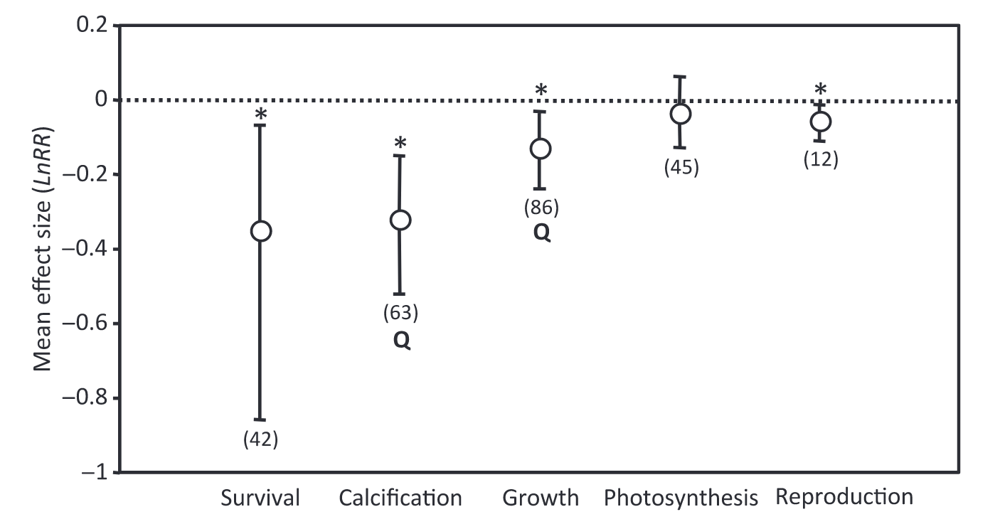 0.2
0
−0.2
−0.4
−0.6
−0.8
−1
Mean effect size (LnRR)
*
(42)
*
(63)
Q
*
(86)
Q
(45)
*
(12)
Survival
Calcification
Growth
Photosynthesis
Reproduction